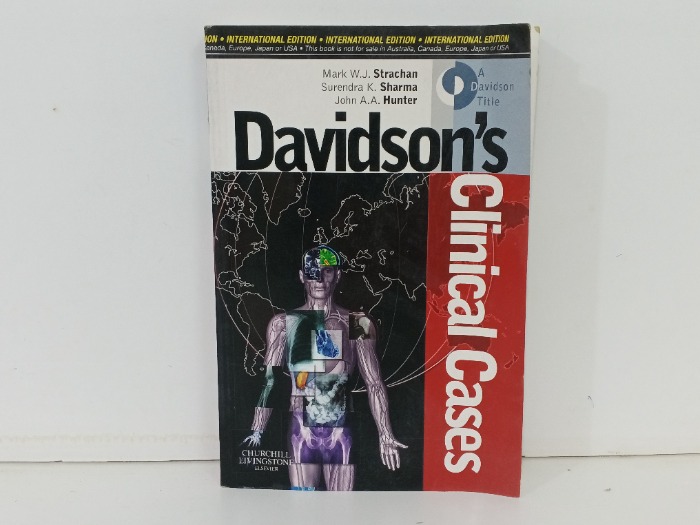 ION • INTERNATIONAL EDITION • INTERNATIONAL EDITION • INTERNATIONAL EDITION
Canada, Europe, Japan or USA • This book is not for sale in Australia, Canada, Europe, Japan or USA
Mark W.J. Strachan
Surendra K. Sharma
John A.A. Hunter
A
Davidson
Title
Davidson's
Clinical Cases
CHURCHILL
LIVINGSTONE
ELSEVIER